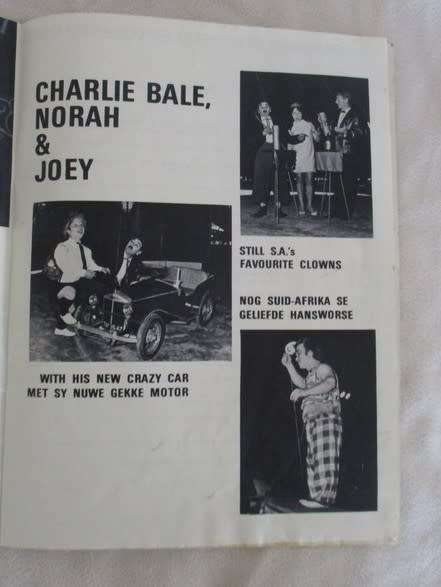 CHARLIE BALE,
NORAH
&
JOEY
STILL S.A.'s
FAVOURITE CLOWNS
NOG SUID-AFRIKA SE
GELIEFDE HANSWORSE
WITH HIS NEW CRAZY CAR
MET SY NUWE GEKKE MOTOR